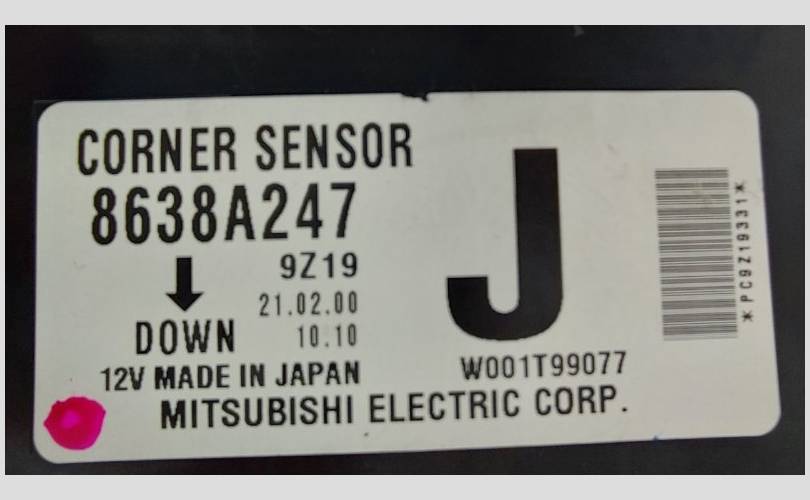 CORNER SENSOR
8638A247
J
9Z19
21.02.00
10.10
DOWN
12V MADE IN JAPAN
W001T99077
MITSUBISHI ELECTRIC CORP.
*PC9Z19331*